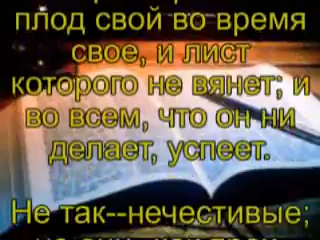 плод свой во время
свое, и лист
которого не вянет; и
во всем, что он ни
делает, успеет.
Не так--нечестивые;